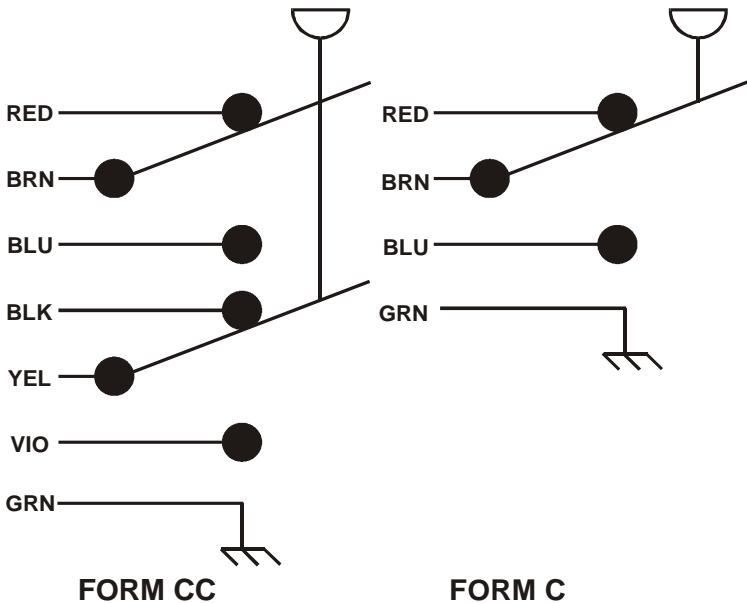 RED
BRN
BLU
BLK
YEL
VIO
GRN
FORM CC
RED
BRN
BLU
GRN
FORM C